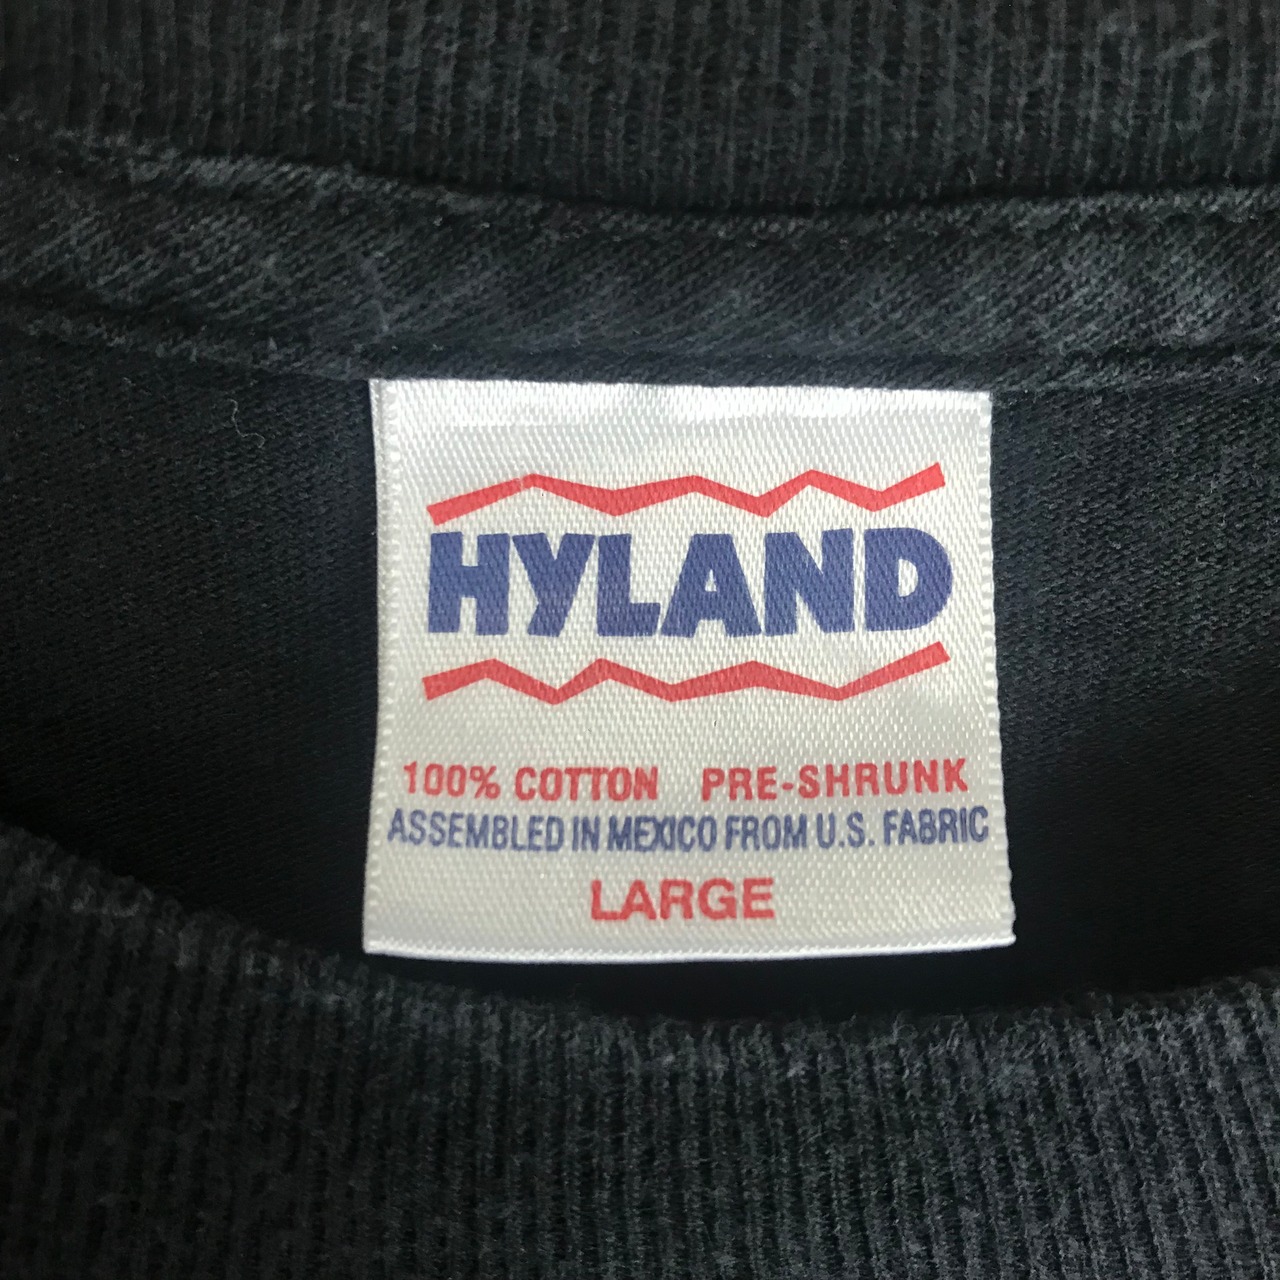 HYLAND
100% COTTON PRE-SHRUNK
ASSEMBLED IN MEXICO FROM U.S. FABRIC
LARGE